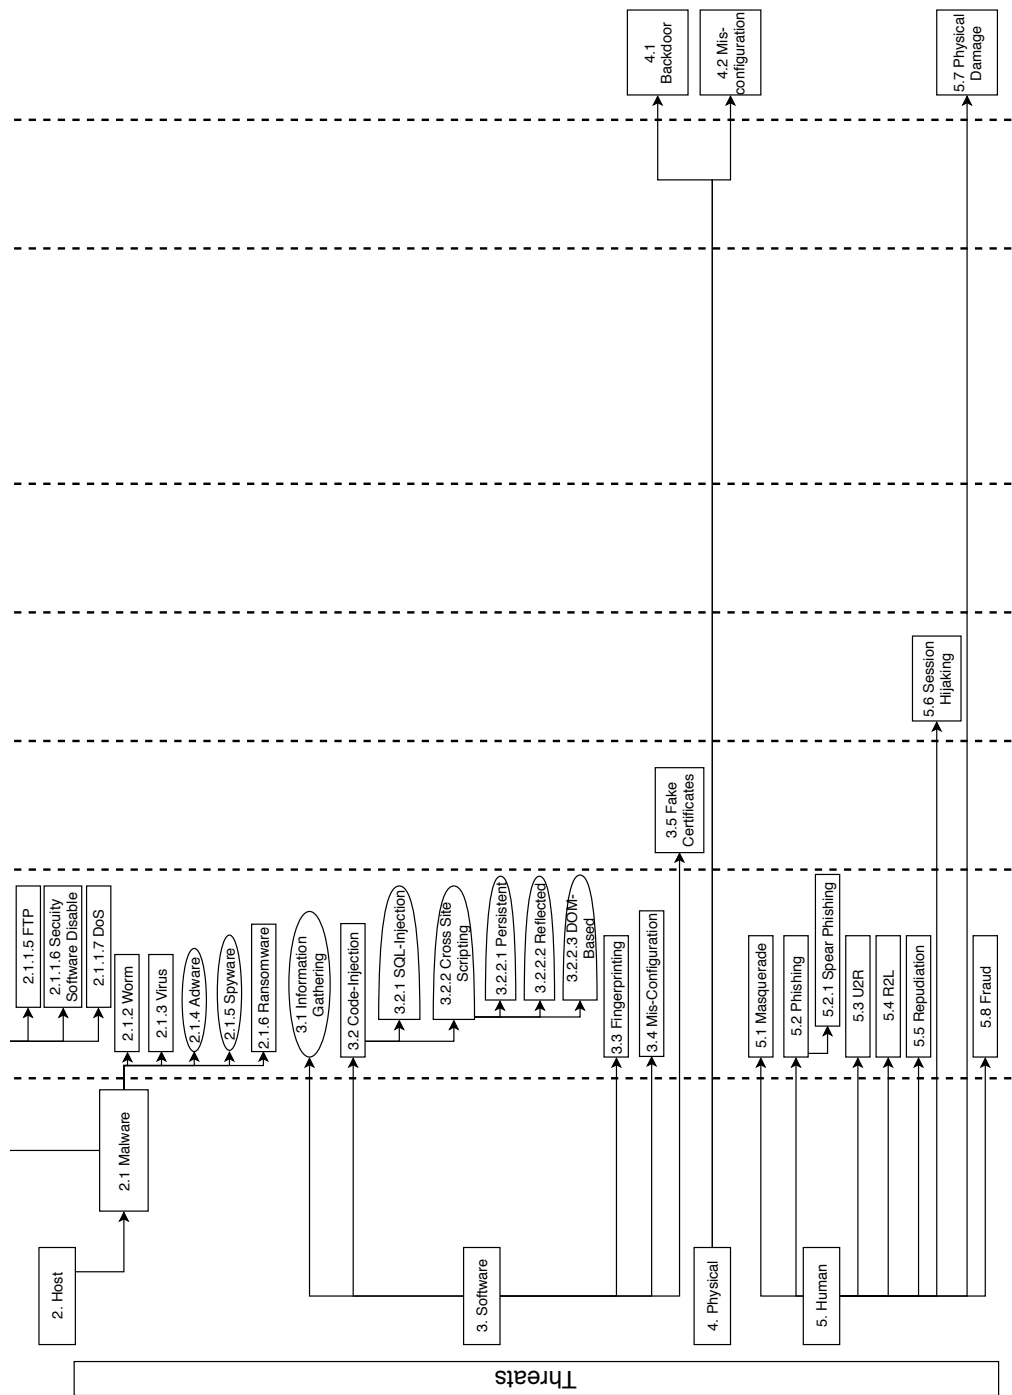 2.1.1.1.5 FTP
2.1.1.1.6 Secuity
Software Disable
2.1.1.1.7 DoS
2.1.2 Worm
2.1.3 Virus
2.1.4 Adware
2.1.5 Spyware
2.1.6 Ransomware
2.1 Malware
2. Host
3.1 Information
Gathering
3.2 Code-Injection
3.2.1 SQL-Injection
3.2.2 Cross Site
Scripting
3.2.2.1 Persistent
3.2.2.2 Reflected
3.2.2.3 DOM-
Based
3.3 Fingerprinting
3.4 Mis-Configuration
3.5 Fake
Certificates
3. Software
4.1
Backdoor
4.2 Mis-
configuration
4. Physical
5.1 Masquerade
5.2 Phishing
5.2.1 Spear Phishing
5.3 U2R
5.4 R2L
5.5 Repudiation
5.6 Session
Hijaking
5.7 Physical
Damage
5.8 Fraud
5. Human
Threats